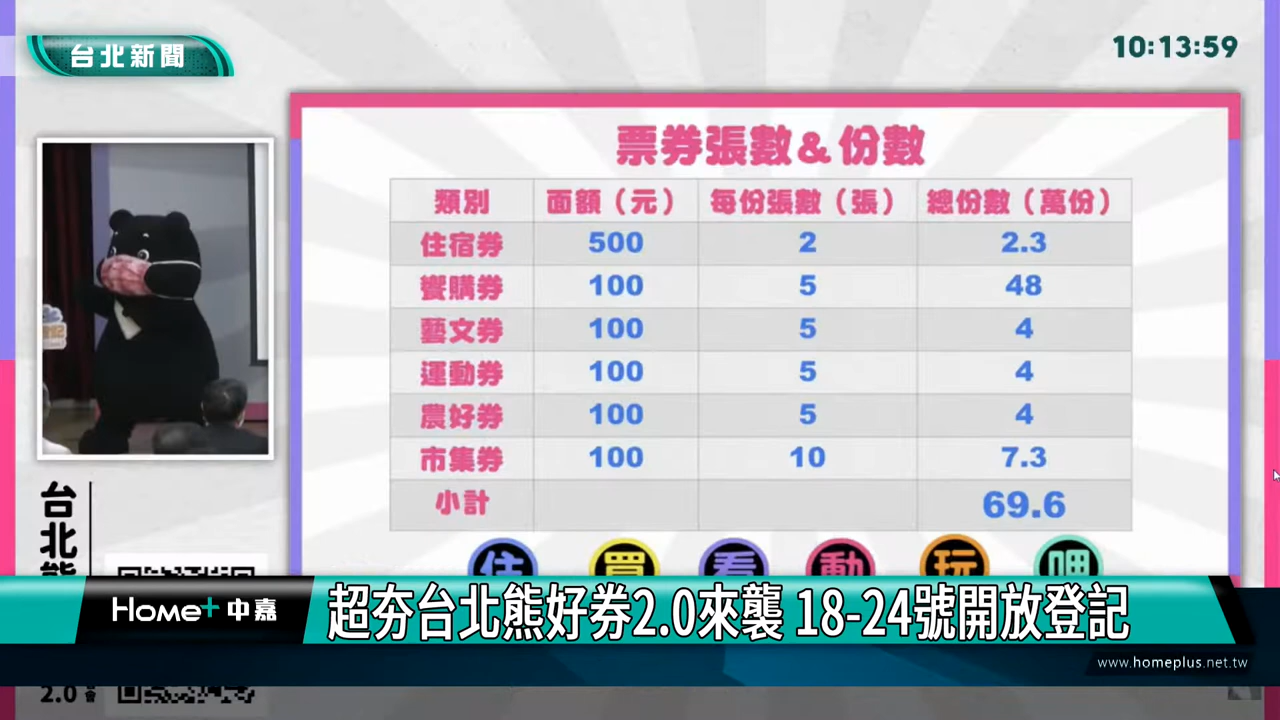 台北新聞
10:13:59
票券張數&份數
類別 面額（元） 每份張數（張） 總份數（萬份）
住宿券 500 2 2.3
饗購券 100 5 48
藝文券 100 5 4
運動券 100 5 4
農好券 100 5 4
市集券 100 10 7.3
小計 69.6
住 買 看 動 玩 呷
台北熊
Home+中嘉
超夯台北熊好券2.0來襲 18-24號開放登記
www.homeplus.net.tw
2.0